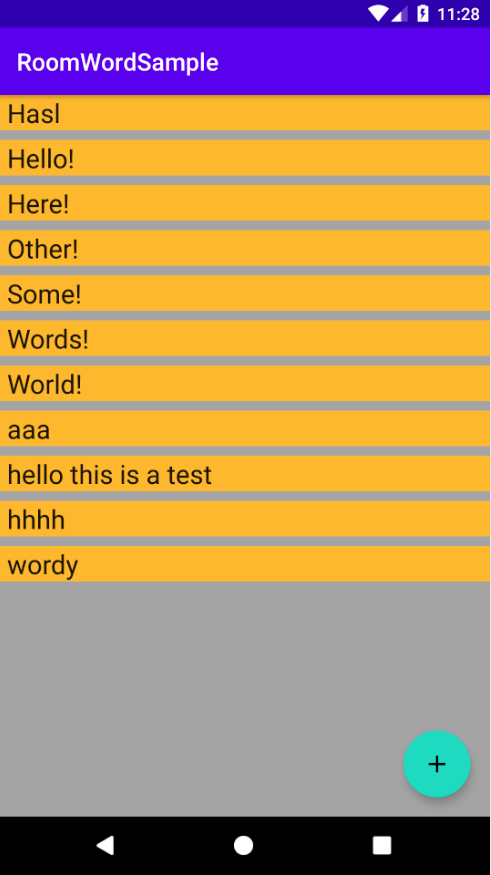 11:28
RoomWordSample
Hasl
Hello!
Here!
Other!
Some!
Words!
World!
aaa
hello this is a test
hhhh
wordy
+